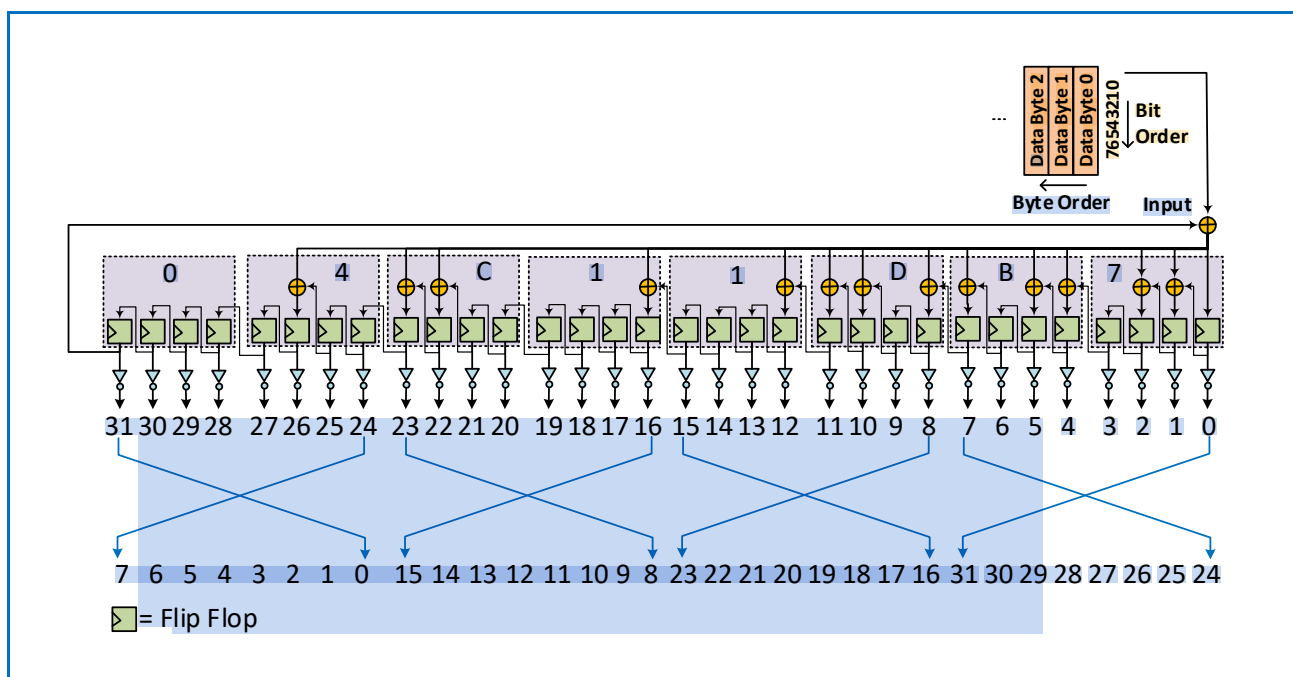 Data Byte 2
Data Byte 1
Data Byte 0
76543210
Bit
Order
...
Byte Order
Input
0 4 C 1 1 D B 7
31 30 29 28 27 26 25 24 23 22 21 20 19 18 17 16 15 14 13 12 11 10 9 8 7 6 5 4 3 2 1 0
7 6 5 4 3 2 1 0 15 14 13 12 11 10 9 8 23 22 21 20 19 18 17 16 31 30 29 28 27 26 25 24
= Flip Flop